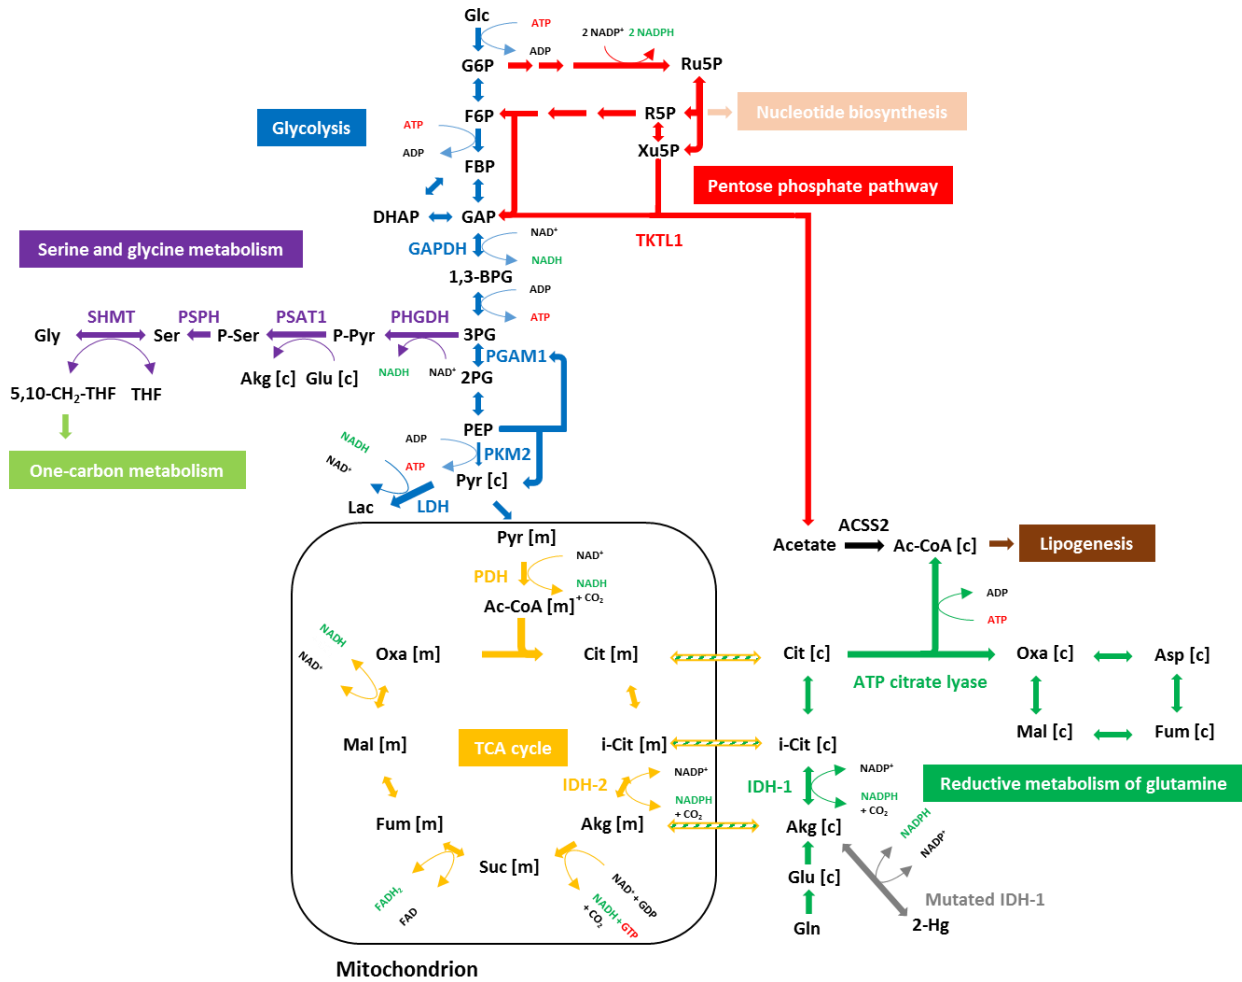 Glc
ATP
ADP
2 NADP⁺ 2 NADPH
G6P
Ru5P
Glycolysis
F6P
R5P
Nucleotide biosynthesis
ATP
ADP
Xu5P
FBP
Pentose phosphate pathway
DHAP
GAP
TKTL1
Serine and glycine metabolism
GAPDH
NAD⁺
NADH
1,3-BPG
ADP
ATP
SHMT
PSPH
PSAT1
PHGDH
Gly
Ser
P-Ser
P-Pyr
3PG
PGAM1
NADH
NAD⁺
Akg [c]
Glu [c]
2PG
5,10-CH₂-THF
THF
PEP
NADH
NAD⁺
ADP
ATP
PKM2
One-carbon metabolism
Pyr [c]
LDH
Lac
Pyr [m]
Acetate
ACSS2
Ac-CoA [c]
Lipogenesis
PDH
NAD⁺
NADH
+ CO₂
Ac-CoA [m]
ADP
ATP
NADH
NAD⁺
Oxa [m]
Cit [m]
Cit [c]
ATP citrate lyase
Oxa [c]
Asp [c]
Mal [m]
TCA cycle
i-Cit [m]
i-Cit [c]
Mal [c]
Fum [c]
IDH-2
NADP⁺
NADPH
+ CO₂
IDH-1
NADP⁺
NADPH
+ CO₂
Reductive metabolism of glutamine
Fum [m]
Akg [m]
Akg [c]
NADPH
NADP⁺
Suc [m]
FADH₂
FAD
NAD⁺ + GDP
NADH + GTP
+ CO₂
Glu [c]
Mutated IDH-1
Gln
2-Hg
Mitochondrion